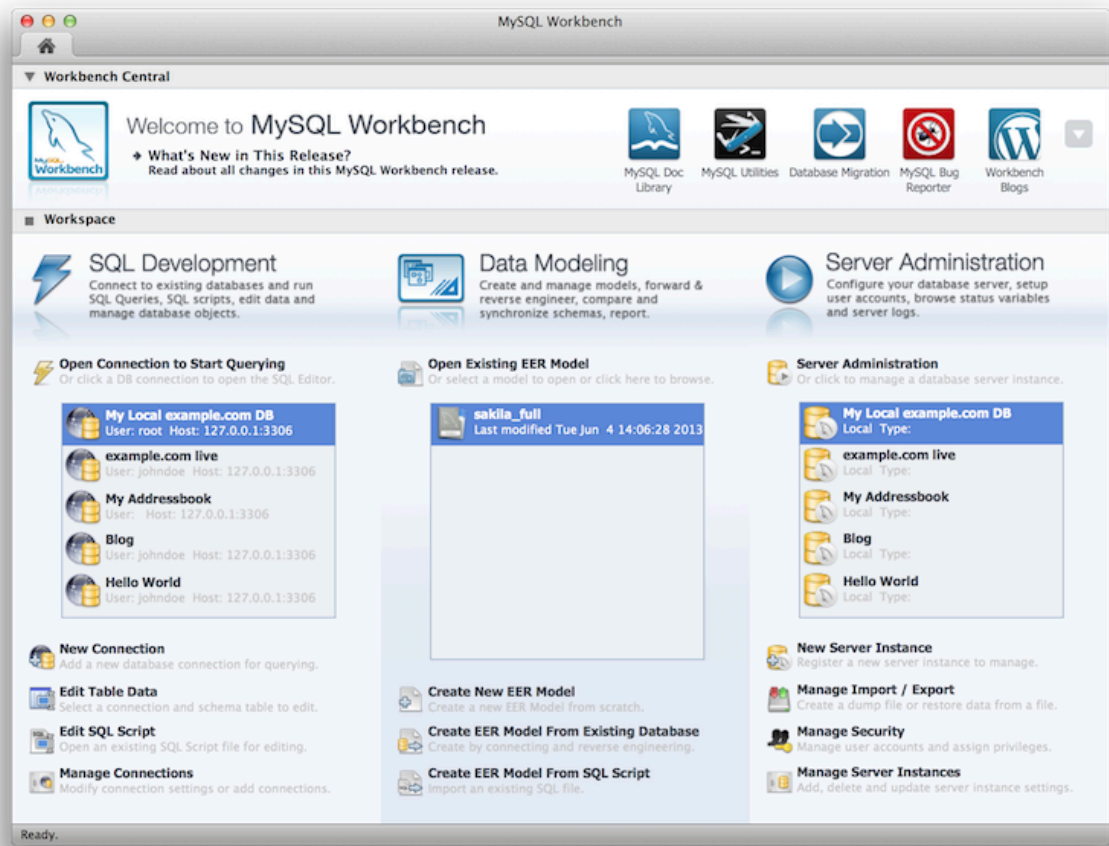 MySQL Workbench
Workbench Central
MySQL
Workbench
Welcome to MySQL Workbench
What's New in This Release?
Read about all changes in this MySQL Workbench release.
MySQL Doc
Library
MySQL Utilities
Database Migration
MySQL Bug
Reporter
Workbench
Blogs
Workspace
SQL Development
Connect to existing databases and run
SQL Queries, SQL scripts, edit data and
manage database objects.
Open Connection to Start Querying
Or click a DB connection to open the SQL Editor.
My Local example.com DB
User: root Host: 127.0.0.1:3306
example.com live
User: johndoe Host: 127.0.0.1:3306
My Addressbook
User: Host: 127.0.0.1:3306
Blog
User: johndoe Host: 127.0.0.1:3306
Hello World
User: johndoe Host: 127.0.0.1:3306
New Connection
Add a new database connection for querying.
Edit Table Data
Select a connection and schema table to edit.
Edit SQL Script
Open an existing SQL Script file for editing.
Manage Connections
Modify connection settings or add connections.
Data Modeling
Create and manage models, forward &
reverse engineer, compare and
synchronize schemas, report.
Open Existing EER Model
Or select a model to open or click here to browse.
sakila_full
Last modified Tue Jun 4 14:06:28 2013
Create New EER Model
Create a new EER Model from scratch.
Create EER Model From Existing Database
Create by connecting and reverse engineering.
Create EER Model From SQL Script
Import an existing SQL file.
Server Administration
Configure your database server, setup
user accounts, browse status variables
and server logs.
Server Administration
Or click to manage a database server instance.
My Local example.com DB
Local Type:
example.com live
Local Type:
My Addressbook
Local Type:
Blog
Local Type:
Hello World
Local Type:
New Server Instance
Register a new server instance to manage.
Manage Import / Export
Create a dump file or restore data from a file.
Manage Security
Manage user accounts and assign privileges.
Manage Server Instances
Add, delete and update server instance settings.
Ready.